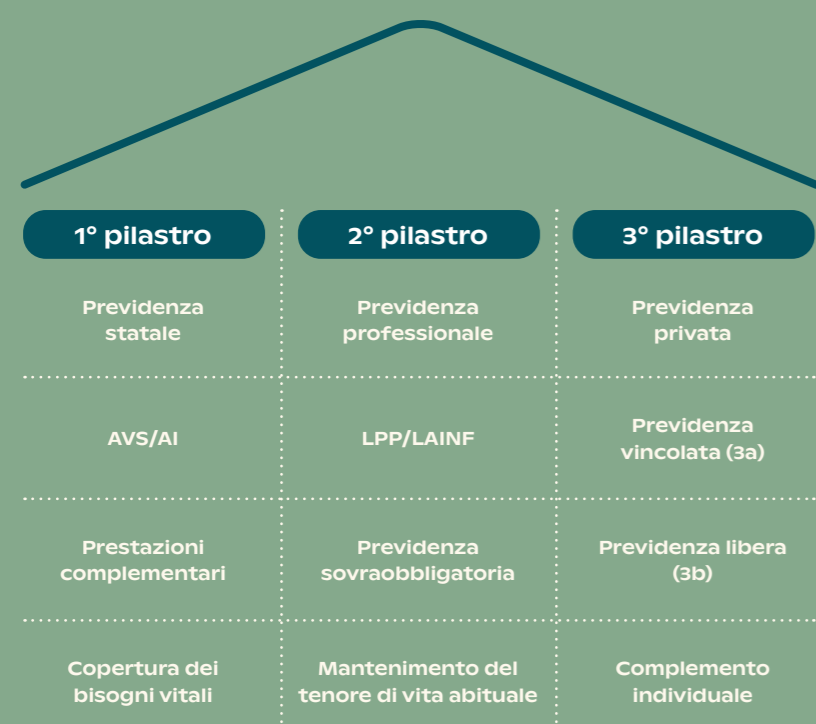 1° pilastro
2° pilastro
3° pilastro
Previdenza
statale
Previdenza
professionale
Previdenza
privata
AVS/AI
LPP/LAINF
Previdenza
vincolata (3a)
Prestazioni
complementari
Previdenza
sovraobbligatoria
Previdenza libera
(3b)
Copertura dei
bisogni vitali
Mantenimento del
tenore di vita abituale
Complemento
individuale